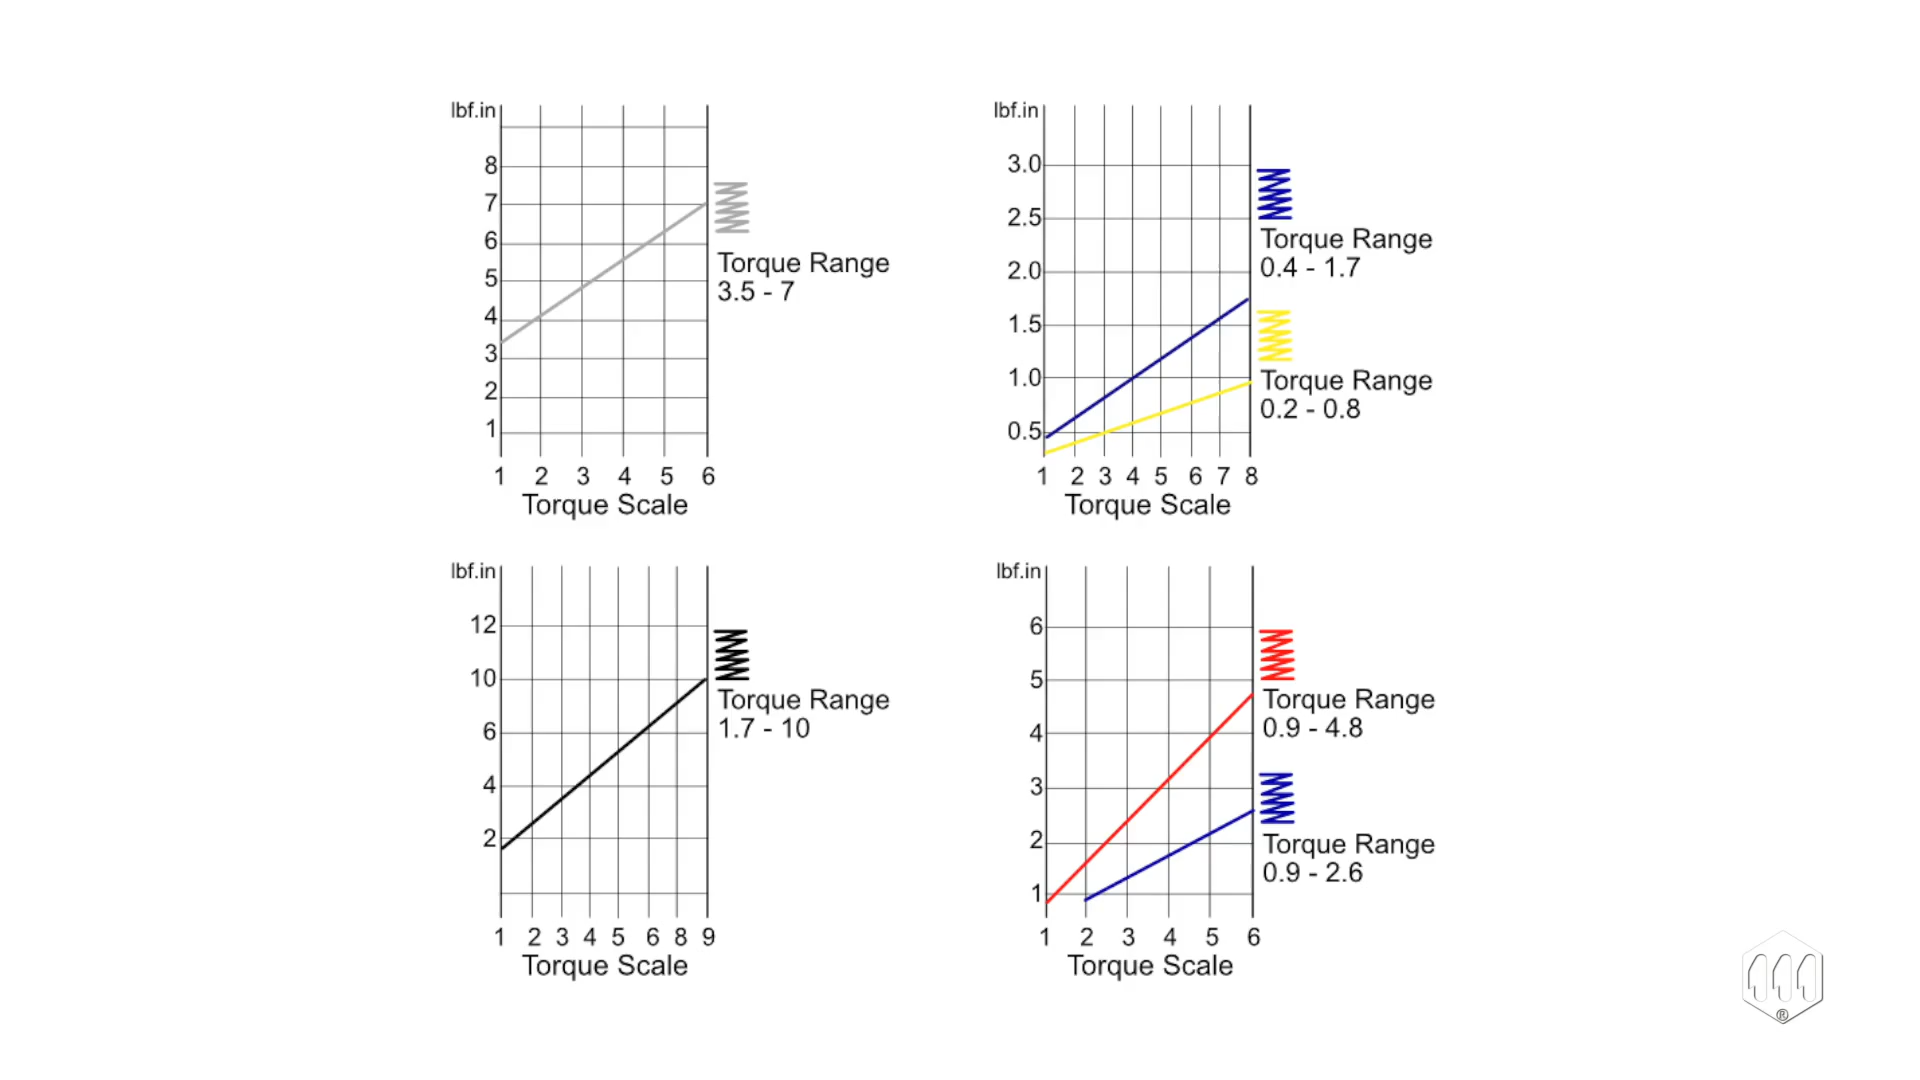 lbf.in
8
7
6
5
4
3
2
1
1 2 3 4 5 6
Torque Scale
Torque Range
3.5 - 7
lbf.in
3.0
2.5
2.0
1.5
1.0
0.5
1 2 3 4 5 6 7 8
Torque Scale
Torque Range
0.4 - 1.7
Torque Range
0.2 - 0.8
lbf.in
12
10
6
4
2
1 2 3 4 5 6 8 9
Torque Scale
Torque Range
1.7 - 10
lbf.in
6
5
4
3
2
1
1 2 3 4 5 6
Torque Scale
Torque Range
0.9 - 4.8
Torque Range
0.9 - 2.6
®